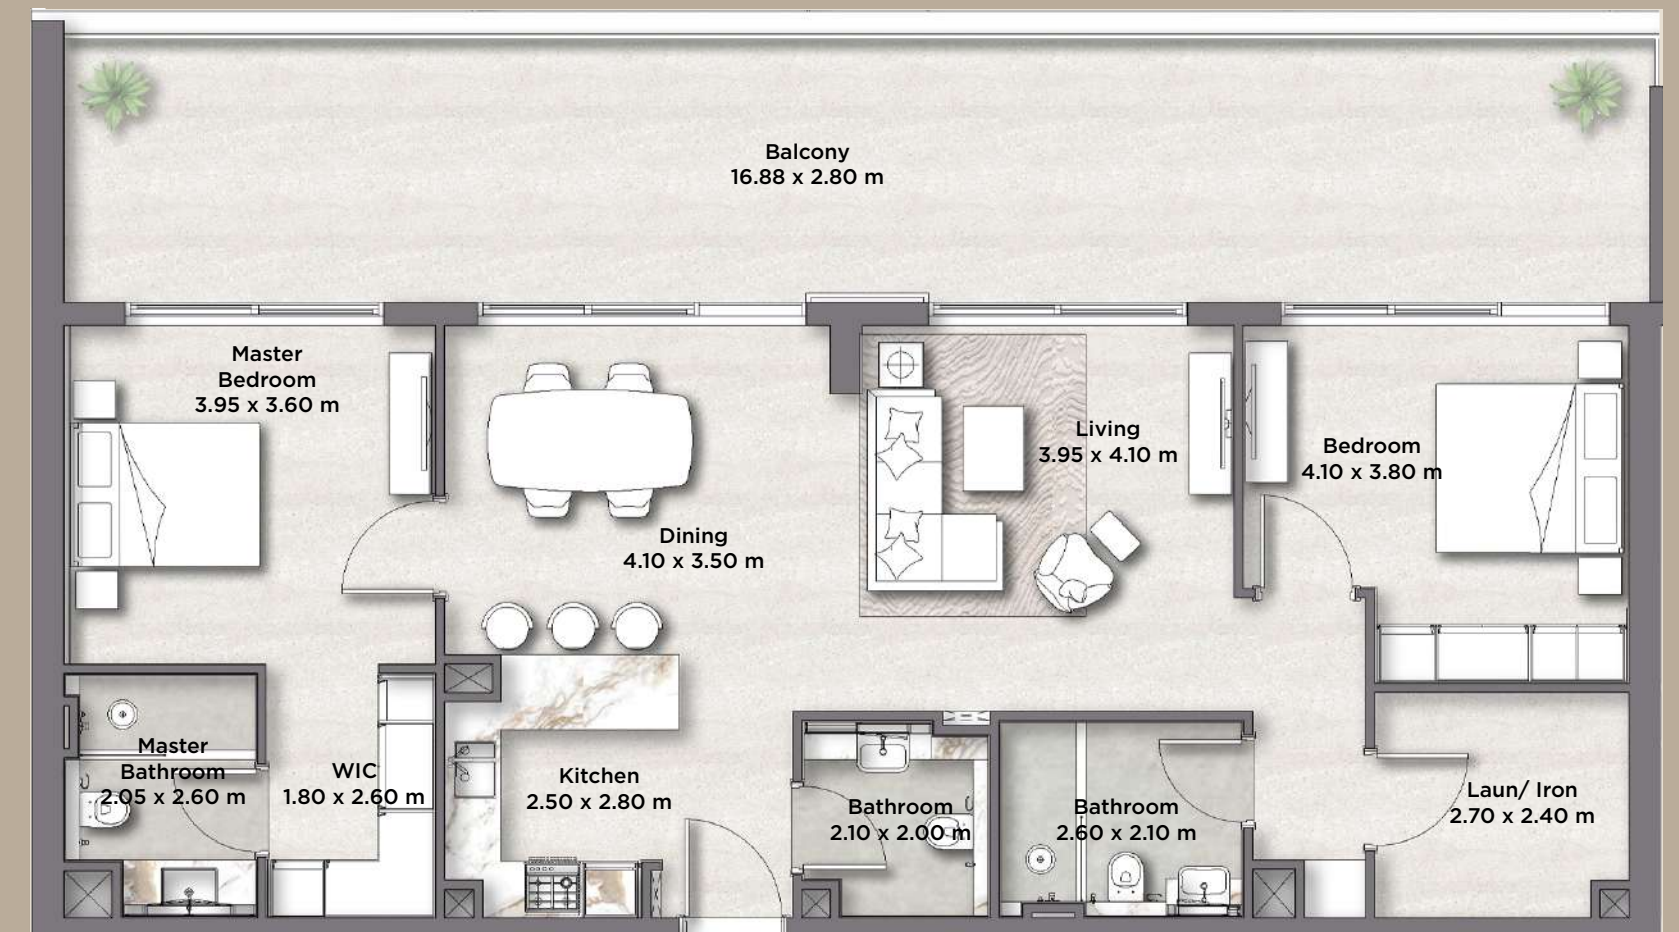 Balcony
16.88 x 2.80 m
Master
Bedroom
3.95 x 3.60 m
Living
3.95 x 4.10 m
Bedroom
4.10 x 3.80 m
Dining
4.10 x 3.50 m
Master
Bathroom
2.05 x 2.60 m
WIC
1.80 x 2.60 m
Kitchen
2.50 x 2.80 m
Bathroom
2.10 x 2.00 m
Bathroom
2.60 x 2.10 m
Laun/ Iron
2.70 x 2.40 m